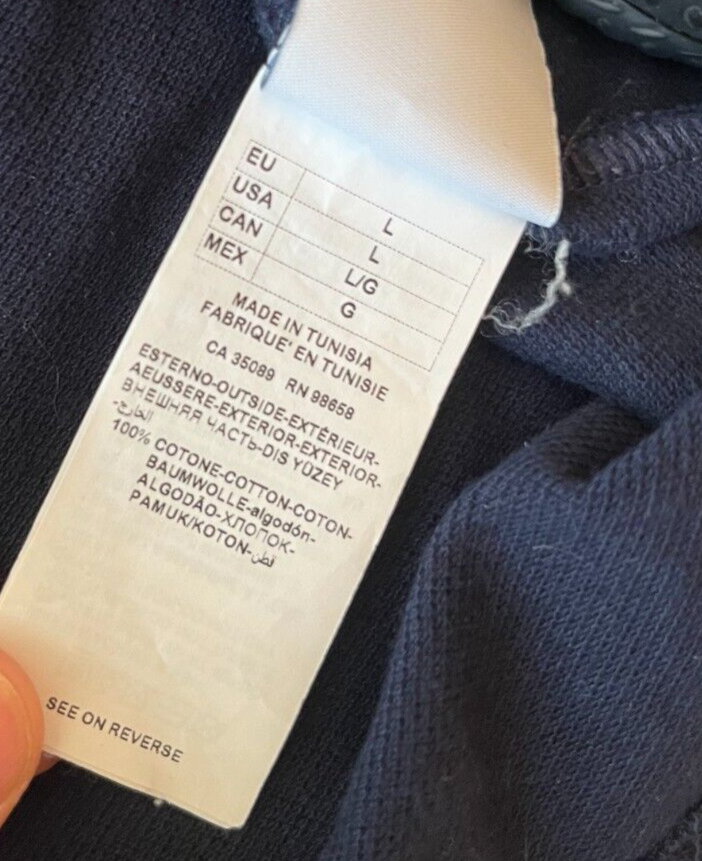 EU L
USA L
CAN L/G
MEX G
MADE IN TUNISIA
FABRIQUE' EN TUNISIE
CA 35089 RN 98658
ESTERNO-OUTSIDE-EXTÉRIEUR-
AEUSSERE-EXTERIOR-EXTERIOR-
ВНЕШНЯЯ ЧАСТЬ-DIS YÜZEY
-الخارج
100% COTONE-COTTON-COTON-
BAUMWOLLE-algodón-
ALGODÃO-ХЛОПОК-
PAMUK/KOTON-قطن
SEE ON REVERSE